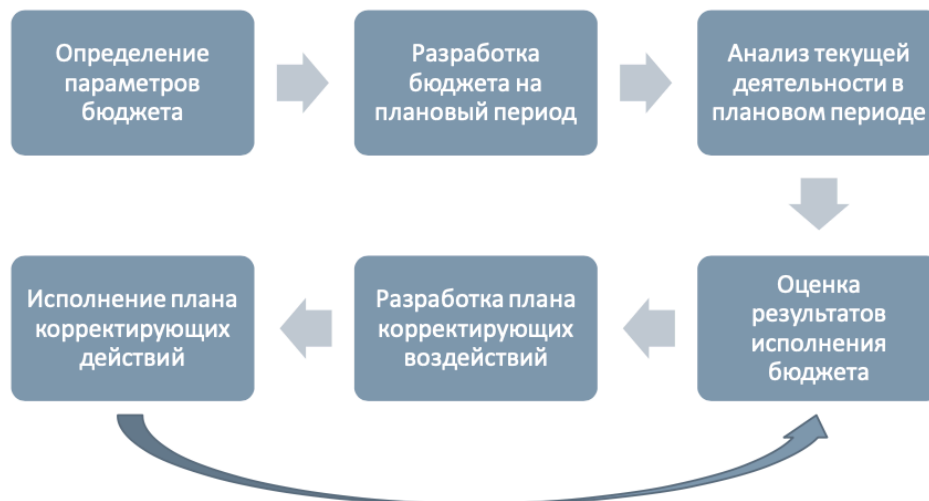 Определение
параметров
бюджета
Разработка
бюджета на
плановый период
Анализ текущей
деятельности в
плановом периоде
Оценка
результатов
исполнения
бюджета
Разработка плана
корректирующих
воздействий
Исполнение плана
корректирующих
действий